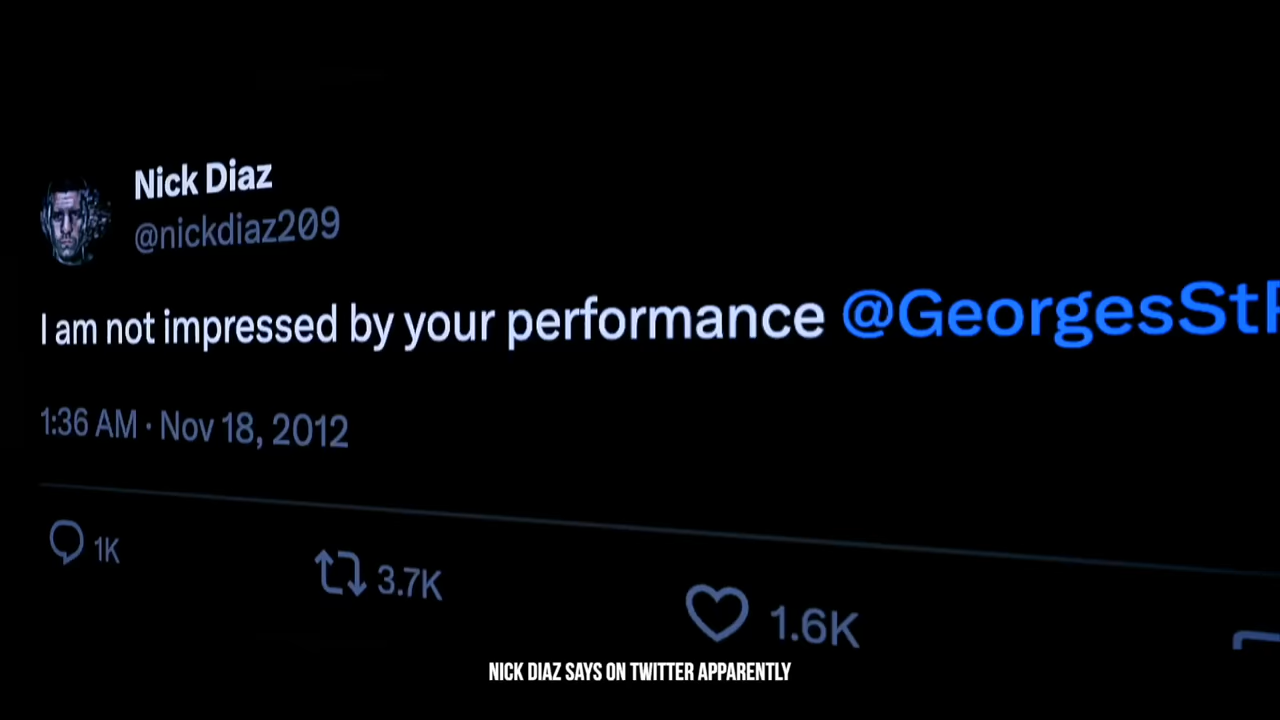 Nick Diaz
@nickdiaz209
I am not impressed by your performance @GeorgesSt
1:36 AM · Nov 18, 2012
1K
3.7K
1.6K
NICK DIAZ SAYS ON TWITTER APPARENTLY